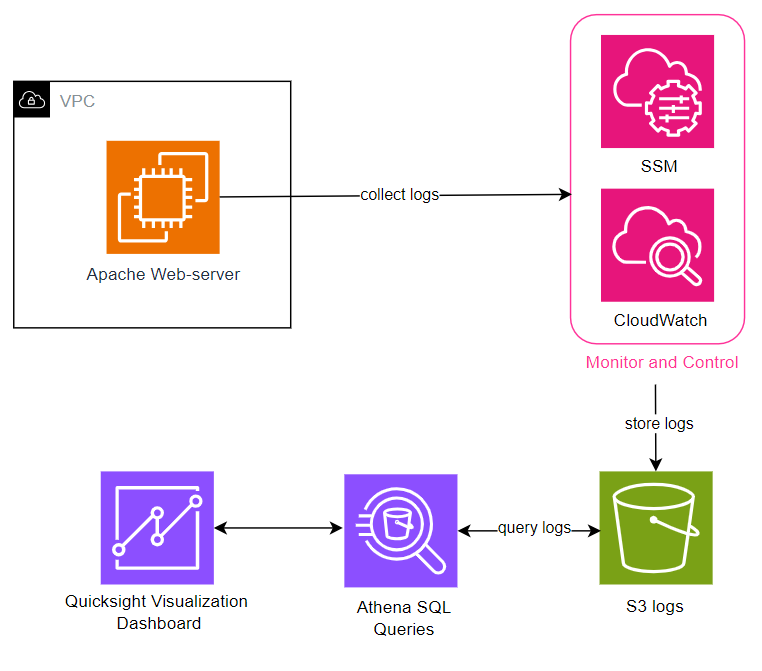 VPC
SSM
collect logs
Apache Web-server
CloudWatch
Monitor and Control
store logs
query logs
Quicksight Visualization
Dashboard
Athena SQL
Queries
S3 logs